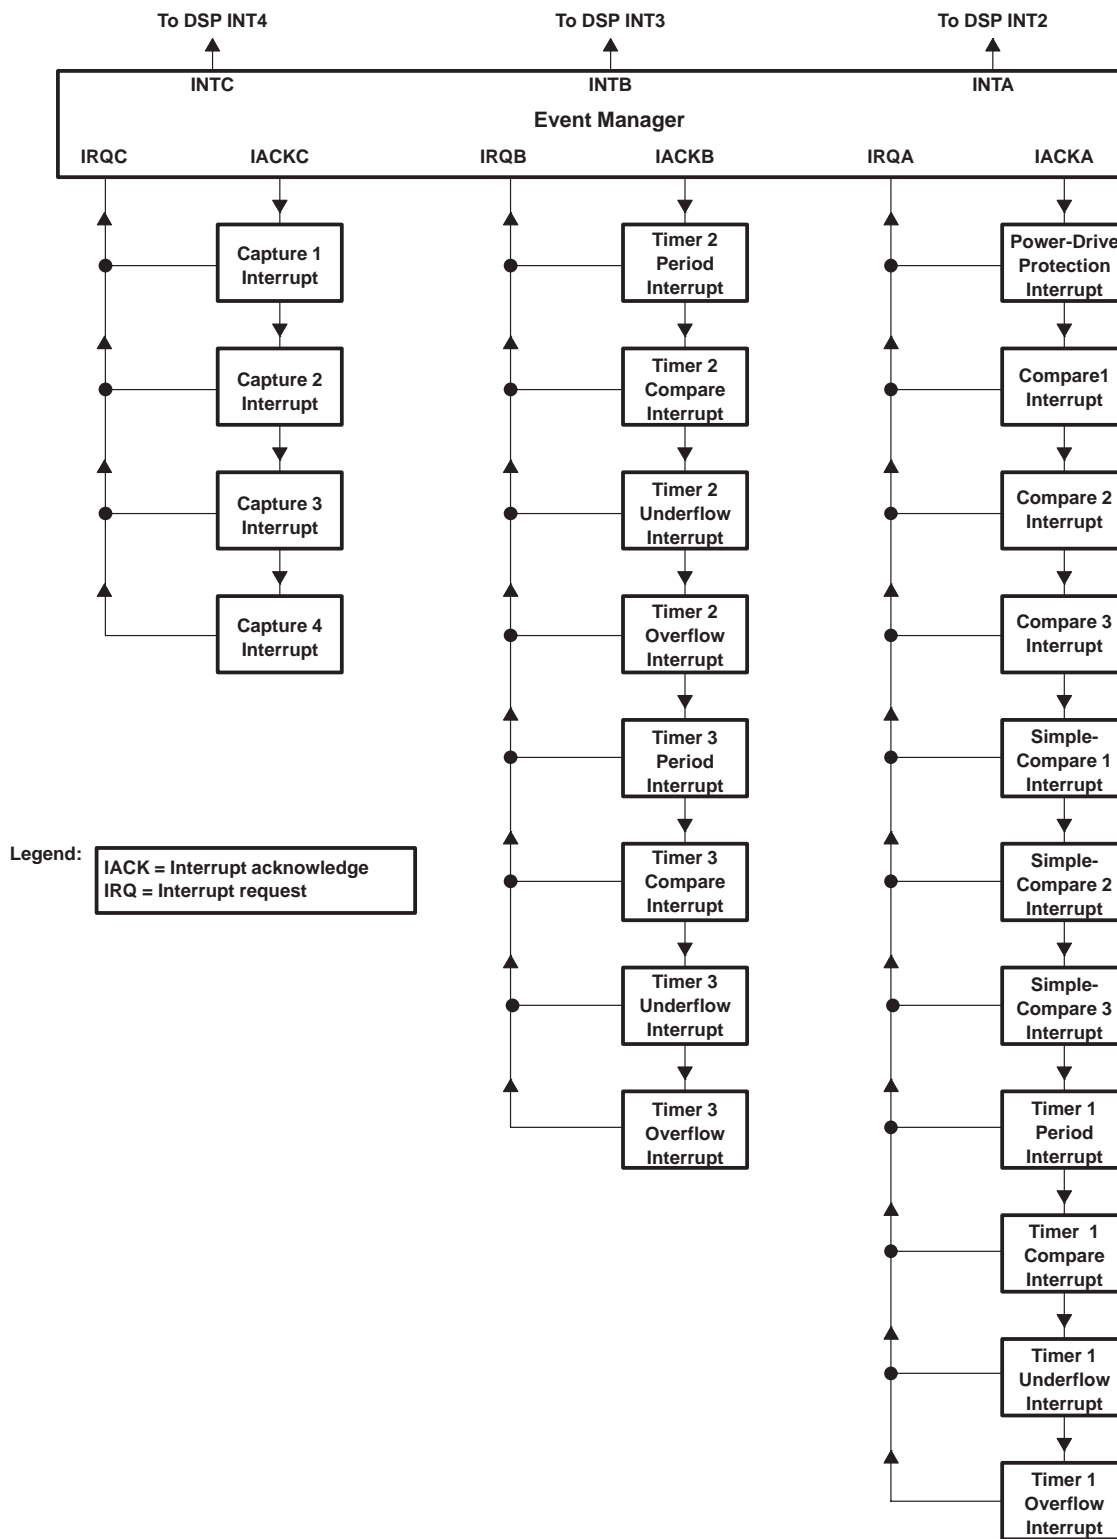 To DSP INT4
To DSP INT3
To DSP INT2
INTC
INTB
INTA
Event Manager
IRQC
IACKC
IRQB
IACKB
IRQA
IACKA
Capture 1
Interrupt
Capture 2
Interrupt
Capture 3
Interrupt
Capture 4
Interrupt
Timer 2
Period
Interrupt
Timer 2
Compare
Interrupt
Timer 2
Underflow
Interrupt
Timer 2
Overflow
Interrupt
Timer 3
Period
Interrupt
Timer 3
Compare
Interrupt
Timer 3
Underflow
Interrupt
Timer 3
Overflow
Interrupt
Power-Drive
Protection
Interrupt
Compare1
Interrupt
Compare 2
Interrupt
Compare 3
Interrupt
Simple-
Compare 1
Interrupt
Simple-
Compare 2
Interrupt
Simple-
Compare 3
Interrupt
Timer 1
Period
Interrupt
Timer 1
Compare
Interrupt
Timer 1
Underflow
Interrupt
Timer 1
Overflow
Interrupt
Legend:
IACK = Interrupt acknowledge
IRQ = Interrupt request